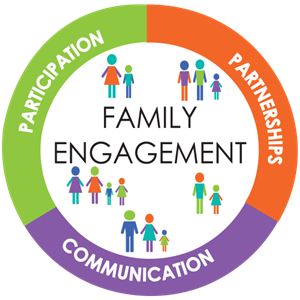 PARTICIPATION
PARTNERSHIPS
FAMILY
ENGAGEMENT
COMMUNICATION